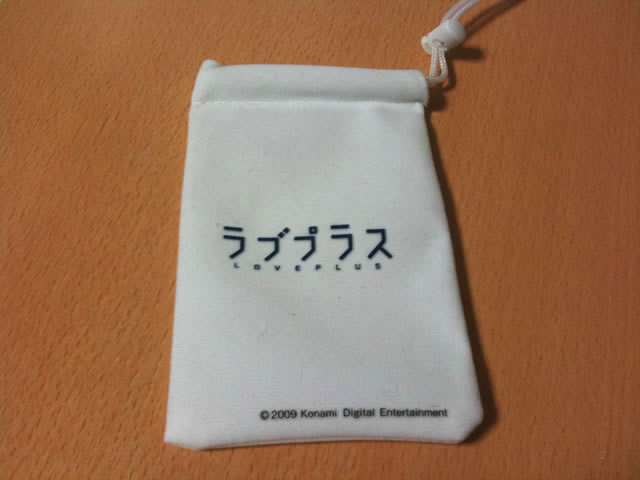 ラブプラス
LOVEPLUS
©2009 Konami Digital Entertainment